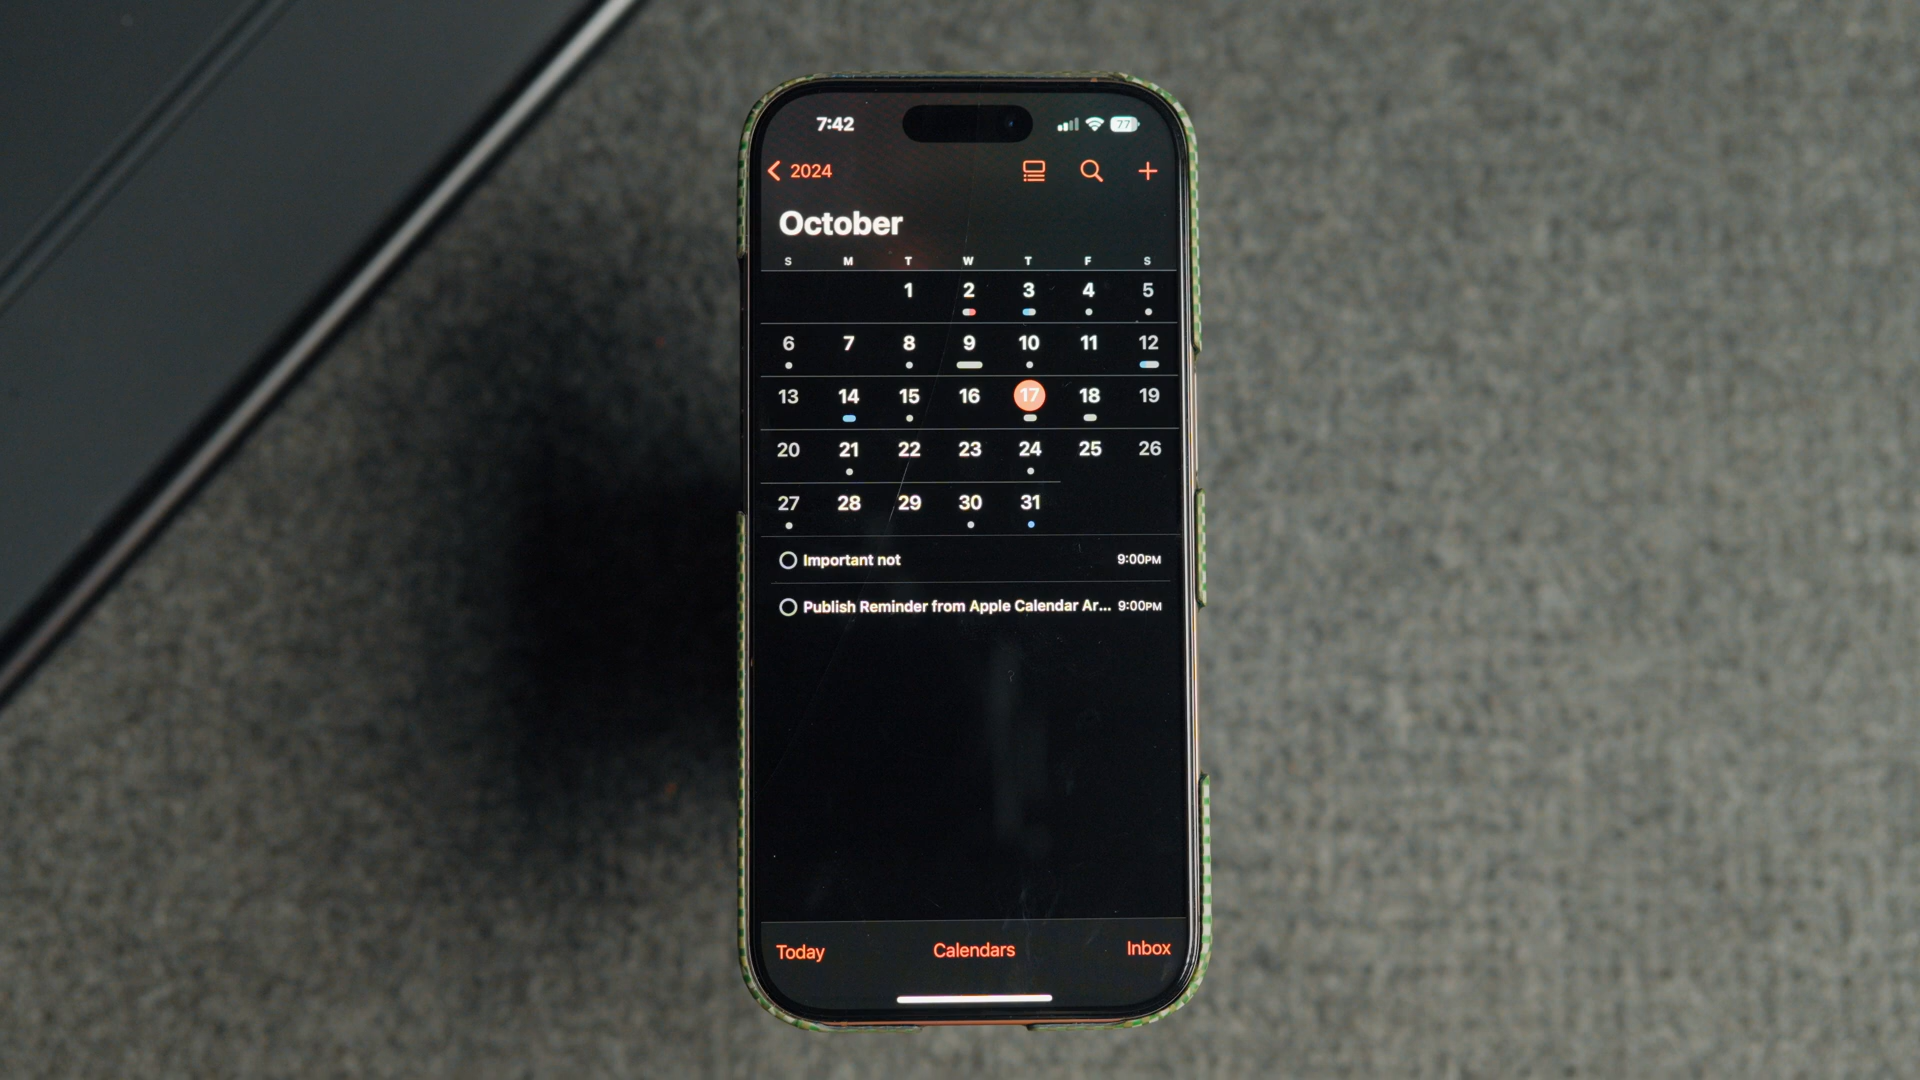 7:42 77
2024
October
S M T W T F S
1 2 3 4 5
6 7 8 9 10 11 12
13 14 15 16 17 18 19
20 21 22 23 24 25 26
27 28 29 30 31
Important not 9:00PM
Publish Reminder from Apple Calendar Ar... 9:00PM
Today Calendars Inbox